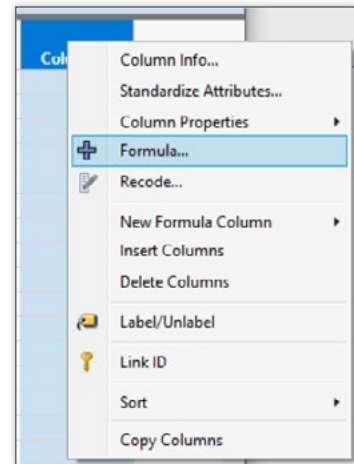 Column Info...
Standardize Attributes...
Column Properties
Formula...
Recode...
New Formula Column
Insert Columns
Delete Columns
Label/Unlabel
Link ID
Sort
Copy Columns